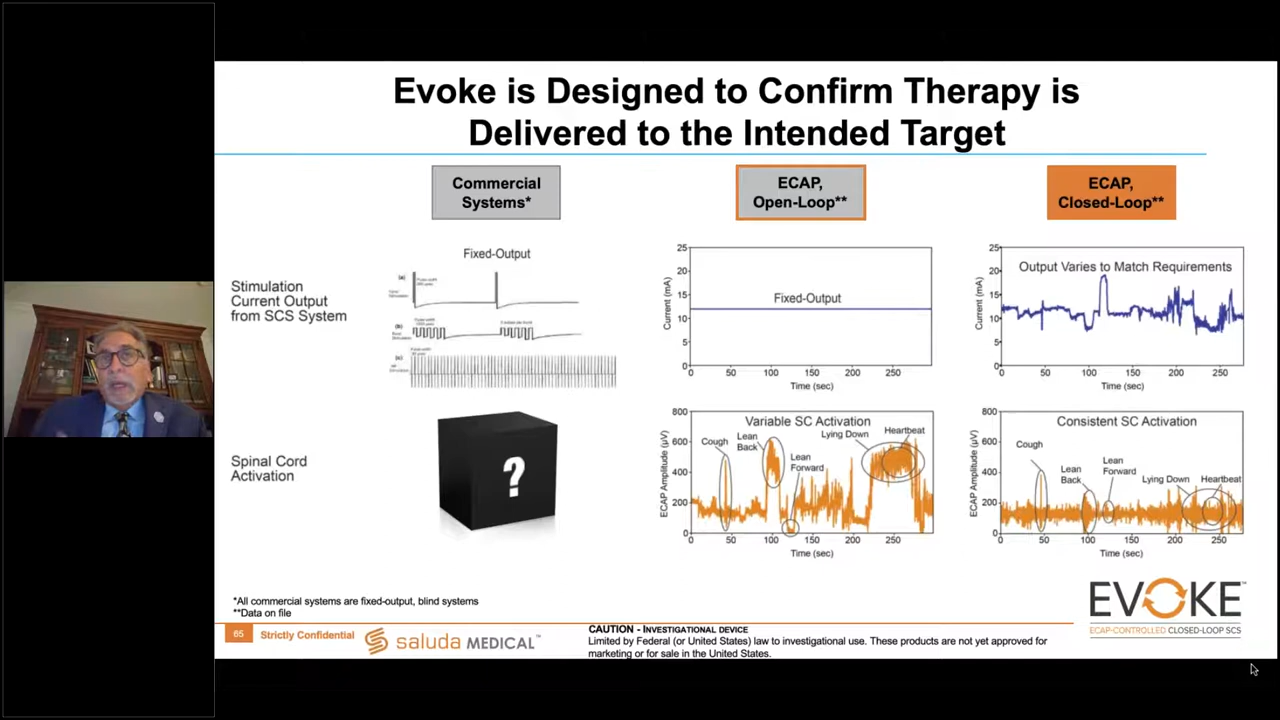 Evoke is Designed to Confirm Therapy is
Delivered to the Intended Target
Commercial
Systems*
ECAP,
Open-Loop**
ECAP,
Closed-Loop**
Stimulation
Current Output
from SCS System
Fixed-Output
(a)
(b)
(c)
Current (mA)
25
20
15
10
5
0
Fixed-Output
0 50 100 150 200 250
Time (sec)
Current (mA)
25
20
15
10
5
0
Output Varies to Match Requirements
0 50 100 150 200 250
Time (sec)
Spinal Cord
Activation
?
ECAP Amplitude (μV)
800
600
400
200
0
Variable SC Activation
Cough
Lean
Back
Lean
Forward
Lying Down
Heartbeat
0 50 100 150 200 250
Time (sec)
ECAP Amplitude (μV)
800
600
400
200
0
Consistent SC Activation
Cough
Lean
Back
Lean
Forward
Lying Down
Heartbeat
0 50 100 150 200 250
Time (sec)
*All commercial systems are fixed-output, blind systems
**Data on file
65
Strictly Confidential
saluda MEDICAL™
CAUTION - INVESTIGATIONAL DEVICE
Limited by Federal (or United States) law to investigational use. These products are not yet approved for
marketing or for sale in the United States.
EVOKE™
ECAP-CONTROLLED CLOSED-LOOP SCS